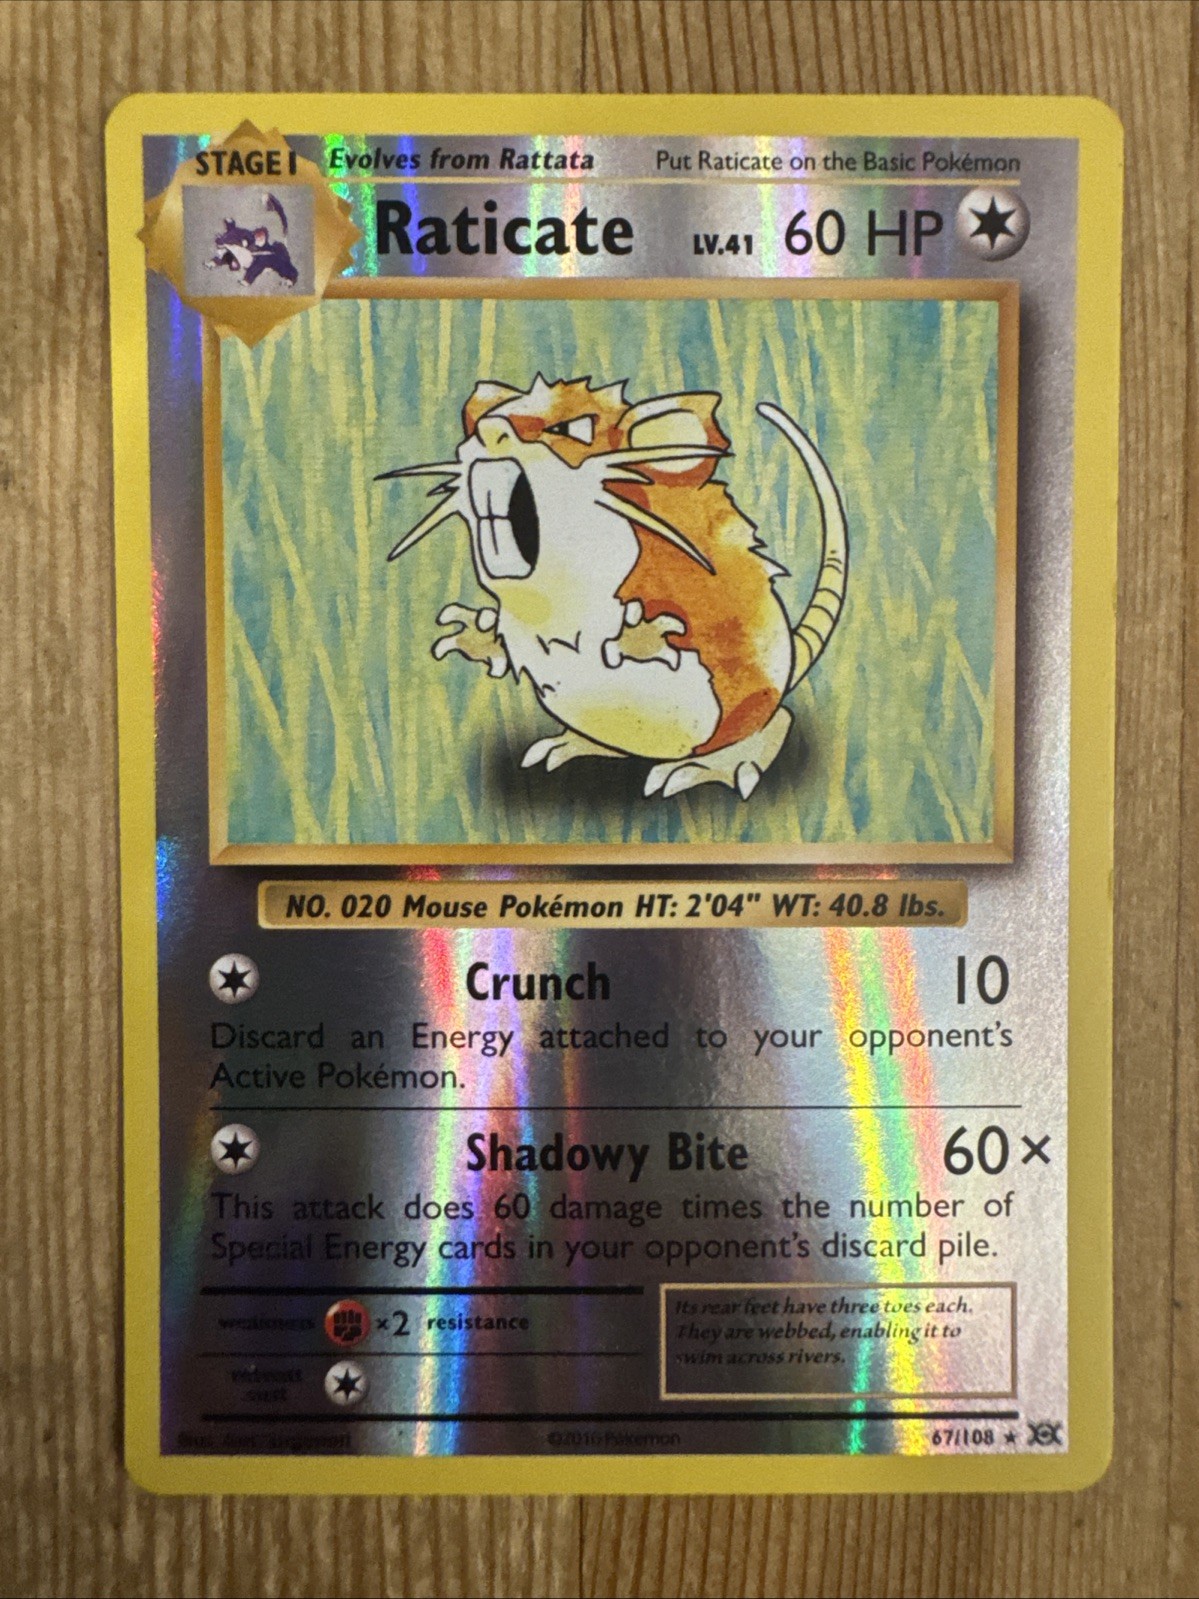 STAGE 1 Evolves from Rattata Put Raticate on the Basic Pokémon
Raticate LV.41 60 HP
NO. 020 Mouse Pokémon HT: 2'04" WT: 40.8 lbs.
Crunch 10
Discard an Energy attached to your opponent's
Active Pokémon.
Shadowy Bite 60×
This attack does 60 damage times the number of
Special Energy cards in your opponent's discard pile.
weakness ×2 resistance
Its rear feet have three toes each.
They are webbed, enabling it to
swim across rivers.
retreat
cost
©2016 Pokémon 67/108 ★